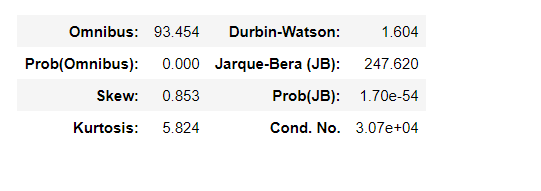 Omnibus: 93.454 Durbin-Watson: 1.604
Prob(Omnibus): 0.000 Jarque-Bera (JB): 247.620
Skew: 0.853 Prob(JB): 1.70e-54
Kurtosis: 5.824 Cond. No. 3.07e+04